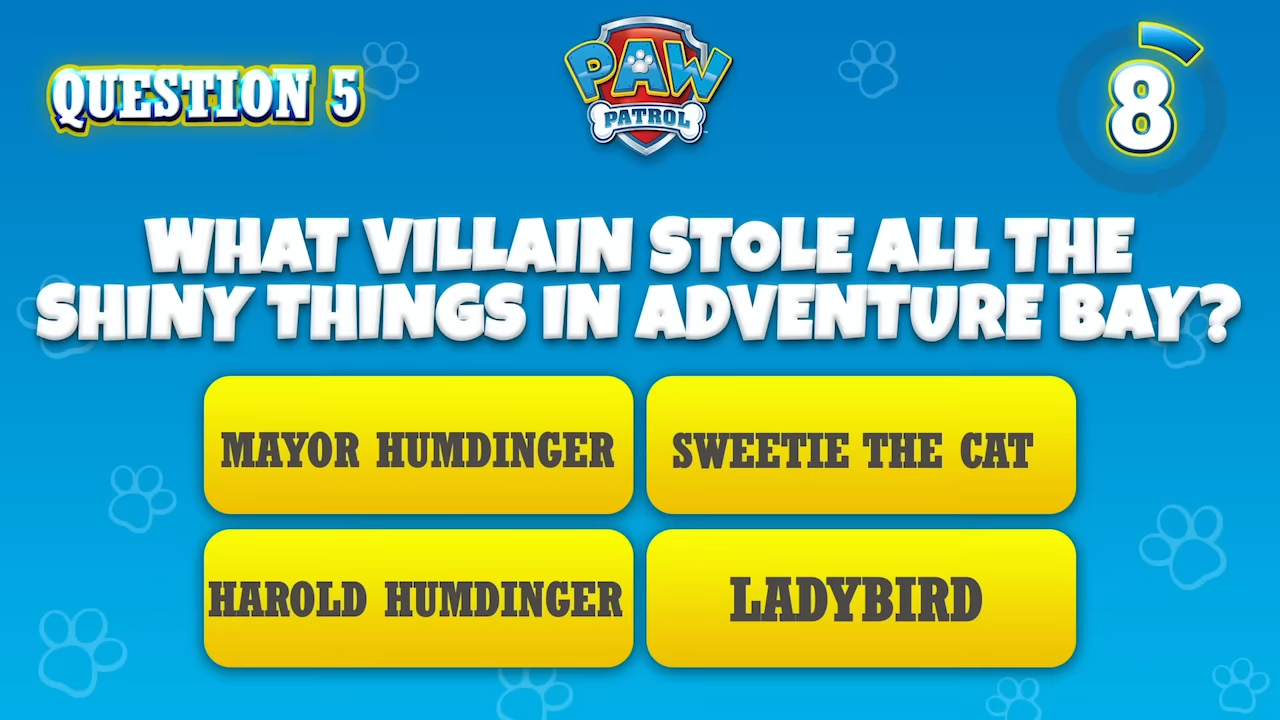 QUESTION 5
PAW
PATROL
8
WHAT VILLAIN STOLE ALL THE
SHINY THINGS IN ADVENTURE BAY?
MAYOR HUMDINGER
SWEETIE THE CAT
HAROLD HUMDINGER
LADYBIRD